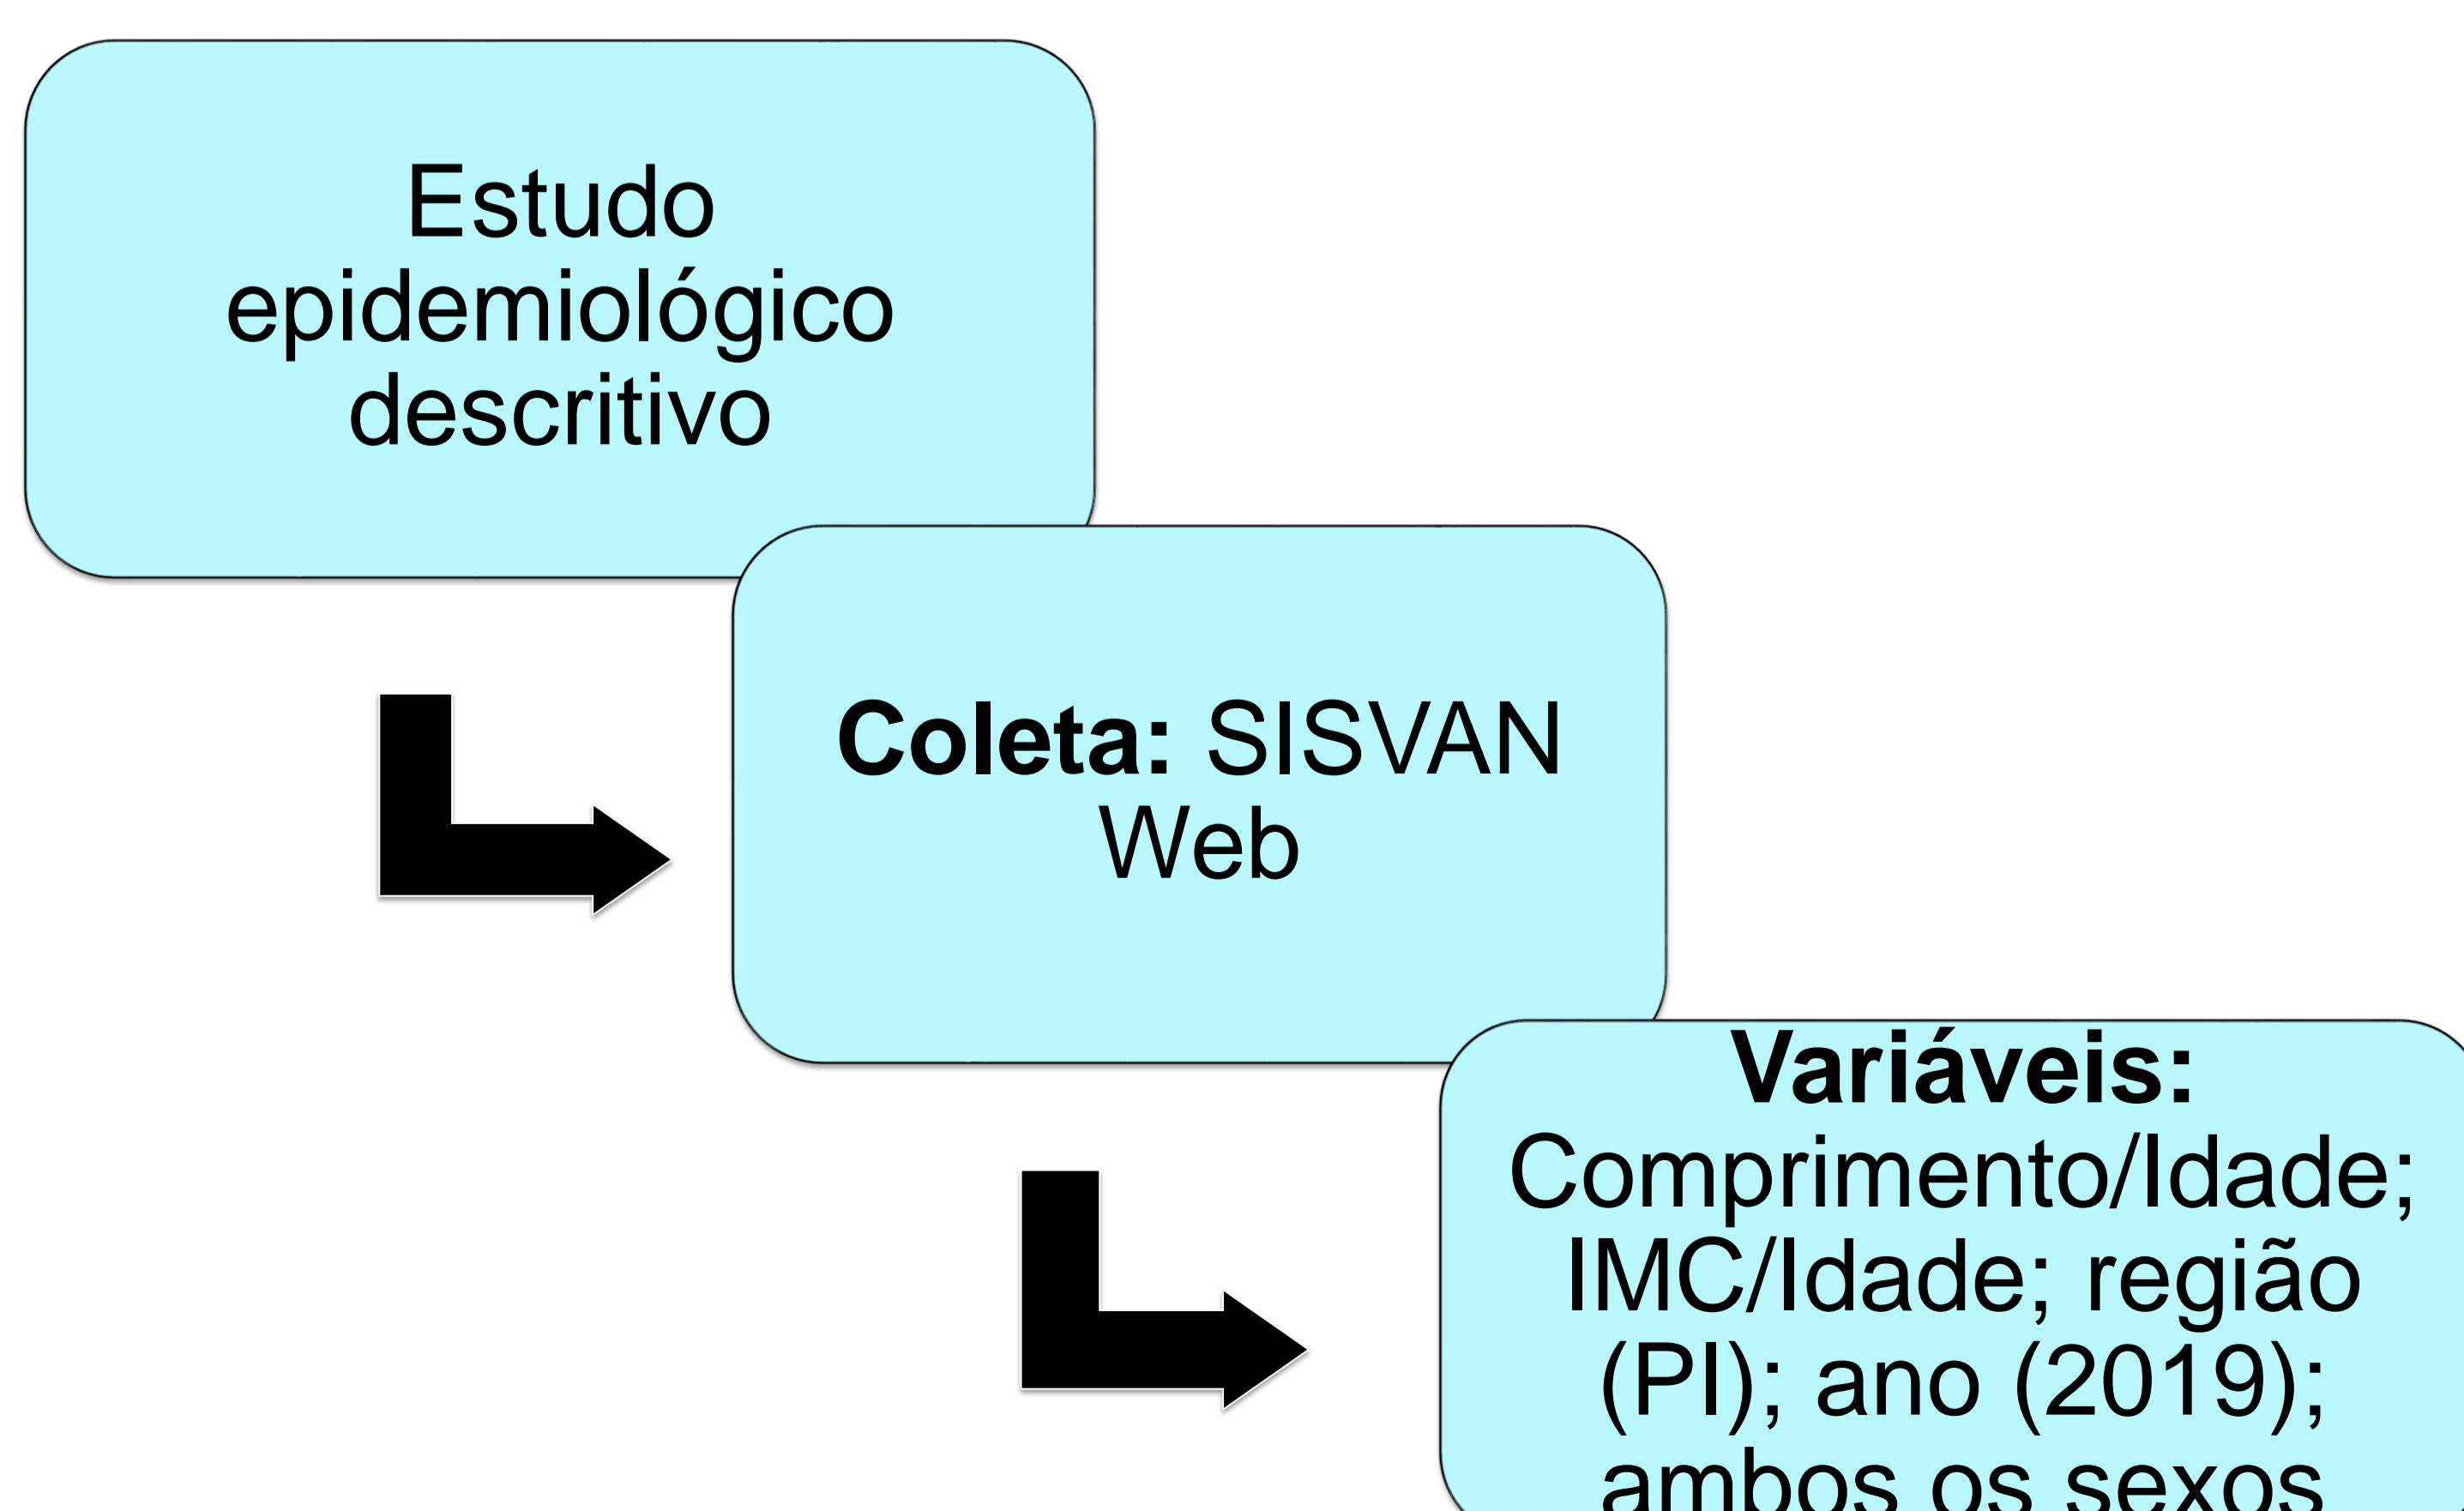 Estudo
epidemiológico
descritivo
Coleta: SISVAN
Web
Variáveis:
Comprimento/Idade;
IMC/Idade; região
(PI); ano (2019);
ambos os sexos